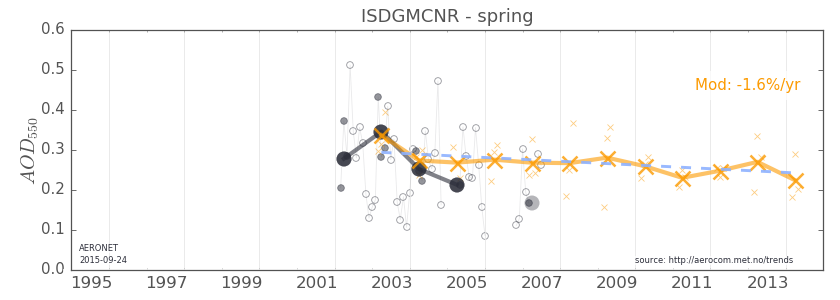 ISDGMCNR - spring
0.6
0.5
0.4
0.3
0.2
0.1
0.0
AOD550
Mod: -1.6%/yr
AERONET
2015-09-24
source: http://aerocom.met.no/trends
1995 1997 1999 2001 2003 2005 2007 2009 2011 2013